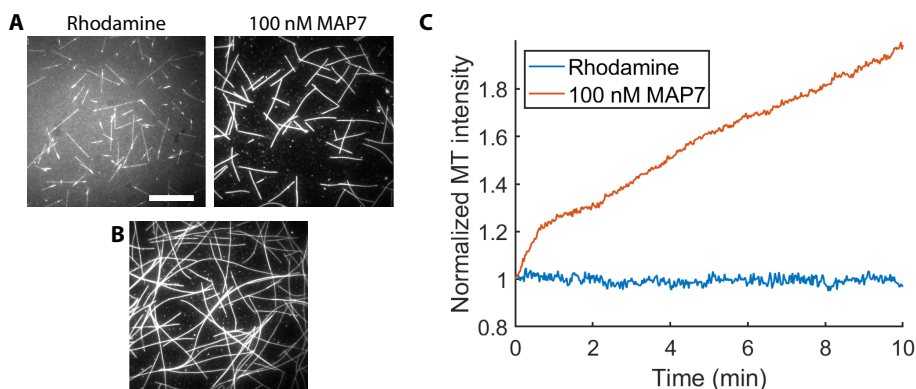 A
Rhodamine
100 nM MAP7
B
C
Normalized MT intensity
1.8
1.6
1.4
1.2
1
0.8
Rhodamine
100 nM MAP7
0 2 4 6 8 10
Time (min)